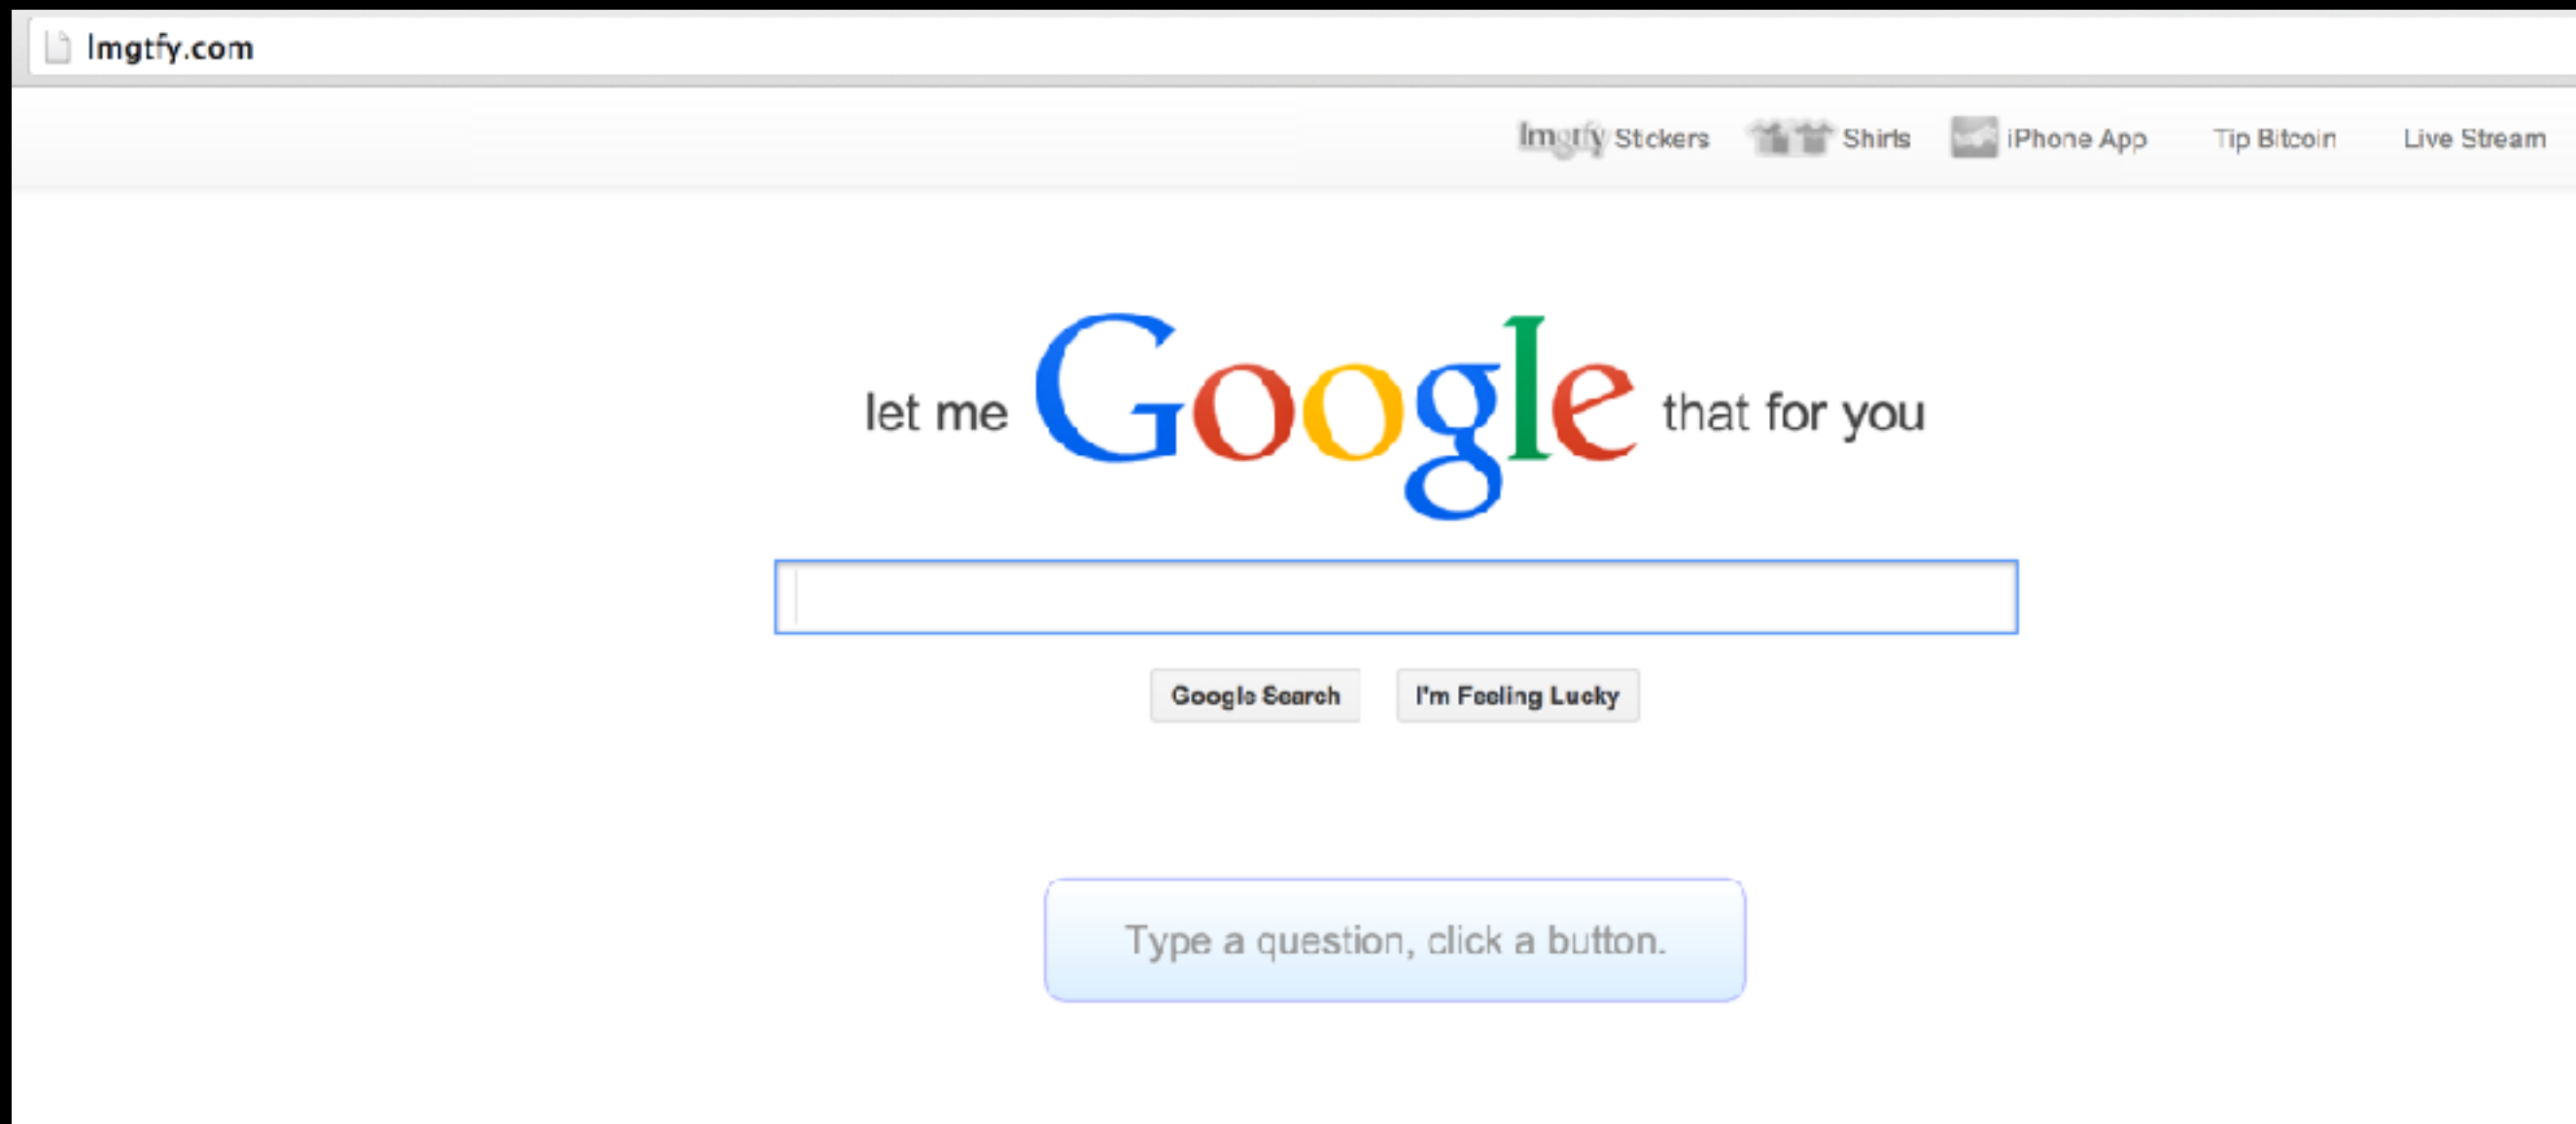 lmgtfy.com
lmgtfy Stickers Shirts iPhone App Tip Bitcoin Live Stream
let me Google that for you
Google Search I'm Feeling Lucky
Type a question, click a button.